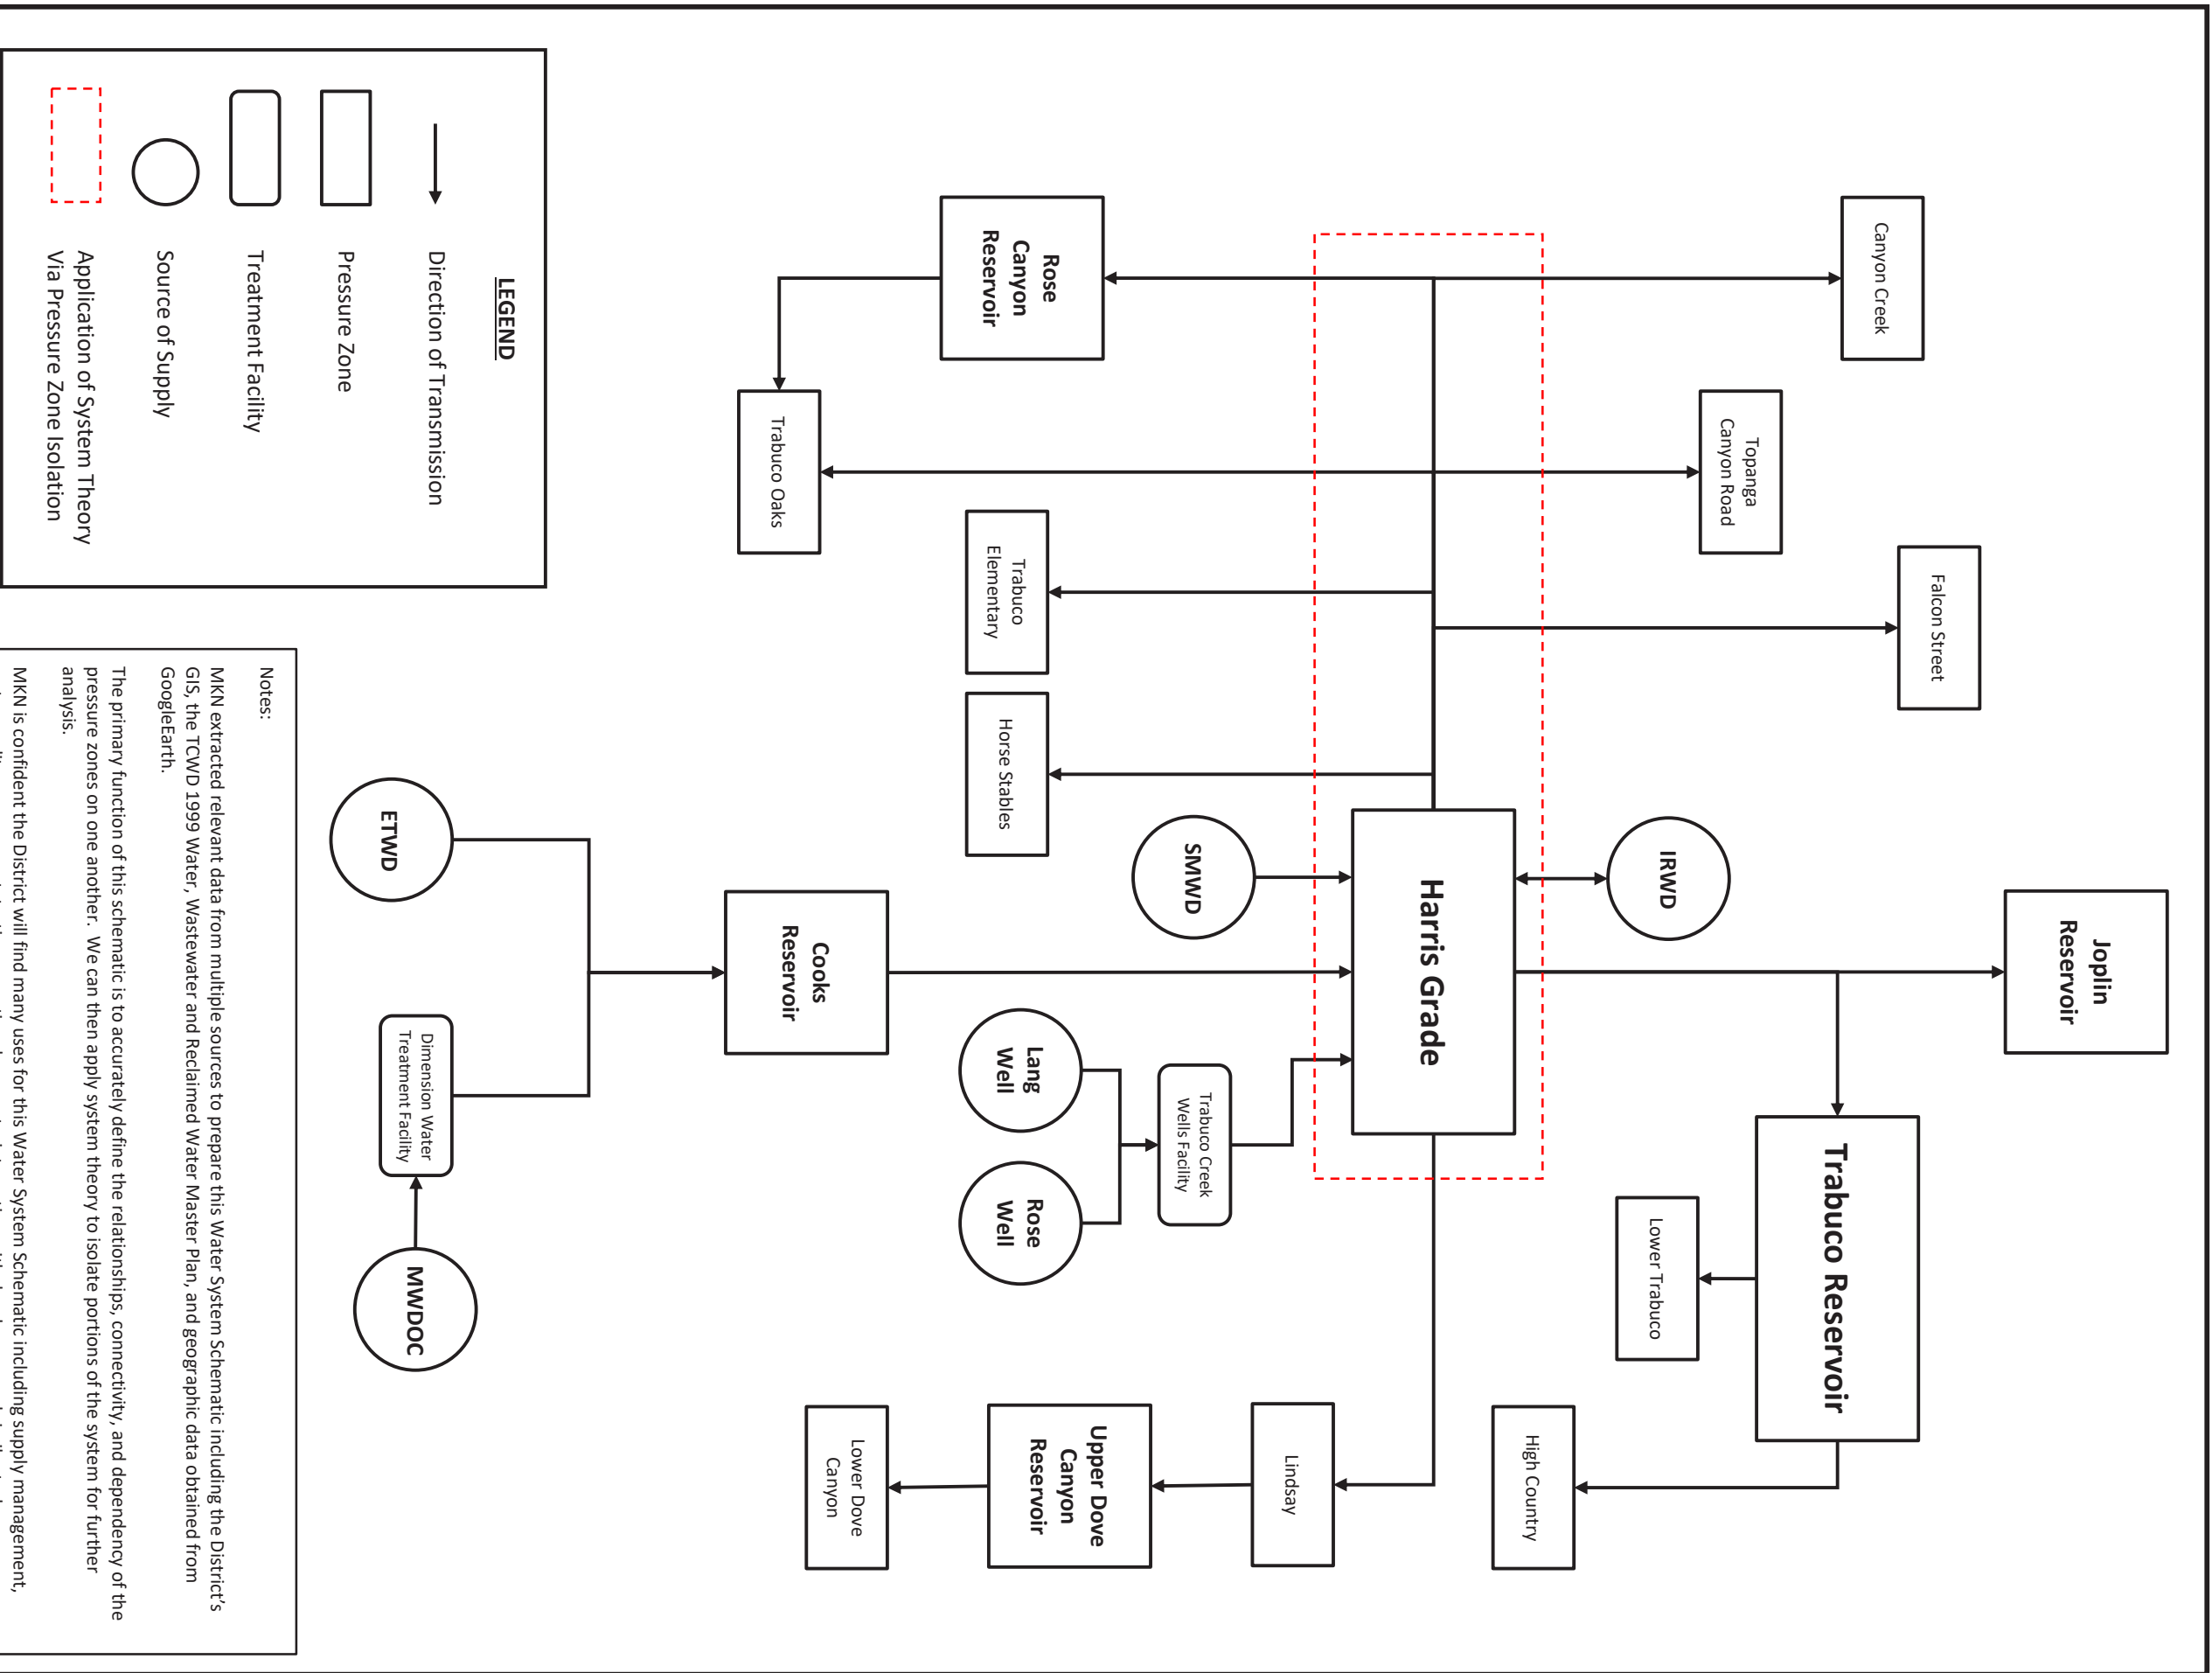 Joplin
Reservoir
Falcon Street
Canyon Creek
Trabuco Reservoir
Topanga
Canyon Road
IRWD
Lower Trabuco
High Country
Harris Grade
Lindsay
SMWD
Trabuco Creek
Wells Facility
Rose
Canyon
Reservoir
Trabuco
Elementary
Horse Stables
Lang
Well
Rose
Well
Upper Dove
Canyon
Reservoir
Trabuco Oaks
Cooks
Reservoir
Lower Dove
Canyon
ETWD
Dimension Water
Treatment Facility
MWDOC
LEGEND
Direction of Transmission
Pressure Zone
Treatment Facility
Source of Supply
Application of System Theory
Via Pressure Zone Isolation
Notes:
MKN extracted relevant data from multiple sources to prepare this Water System Schematic including the District's
GIS, the TCWD 1999 Water, Wastewater and Reclaimed Water Master Plan, and geographic data obtained from
GoogleEarth.
The primary function of this schematic is to accurately define the relationships, connectivity, and dependency of the
pressure zones on one another. We can then apply system theory to isolate portions of the system for further
analysis.
MKN is confident the District will find many uses for this Water System Schematic including supply management,